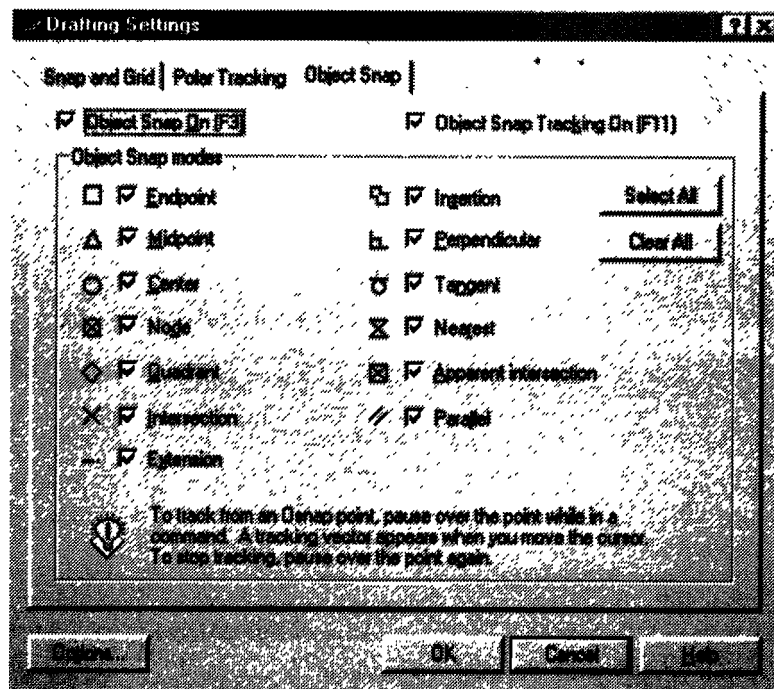 Drafting Settings
Snap and Grid Polar Tracking Object Snap
Object Snap On (F3) Object Snap Tracking On (F11)
Object Snap modes
Endpoint Insertion Select All
Midpoint Perpendicular Clear All
Center Tangent
Node Nearest
Quadrant Apparent intersection
Intersection Parallel
Extension
To track from an Osnap point, pause over the point while in a
command. A tracking vector appears when you move the cursor.
To stop tracking, pause over the point again.
Options... OK Cancel Help